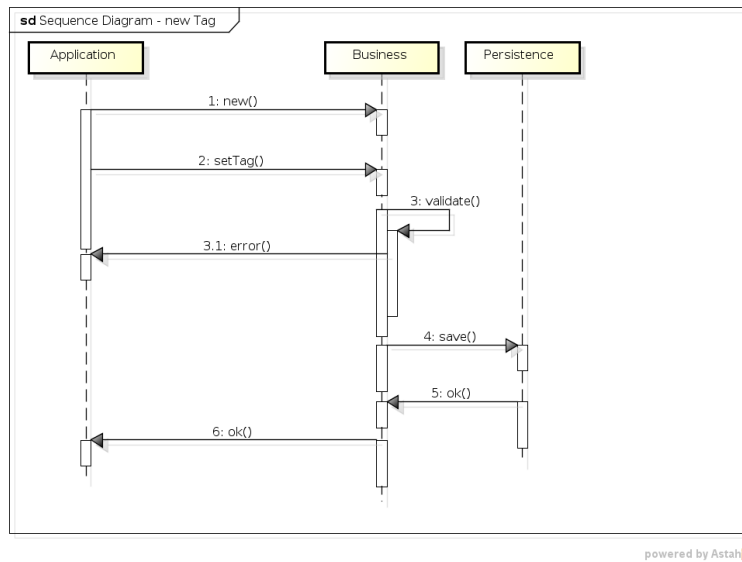 sd Sequence Diagram - new Tag
Application
Business
Persistence
1: new()
2: setTag()
3: validate()
3.1: error()
4: save()
5: ok()
6: ok()
powered by Astah